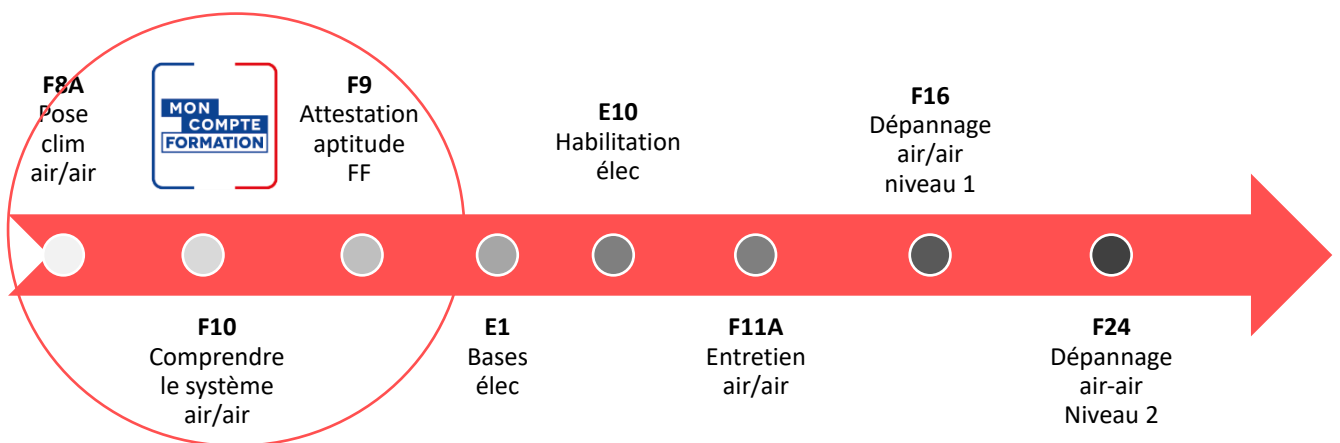 F8A
Pose
clim
air/air
MON
COMPTE
FORMATION
F9
Attestation
aptitude
FF
E10
Habilitation
élec
F16
Dépannage
air/air
niveau 1
F10
Comprendre
le système
air/air
E1
Bases
élec
F11A
Entretien
air/air
F24
Dépannage
air-air
Niveau 2